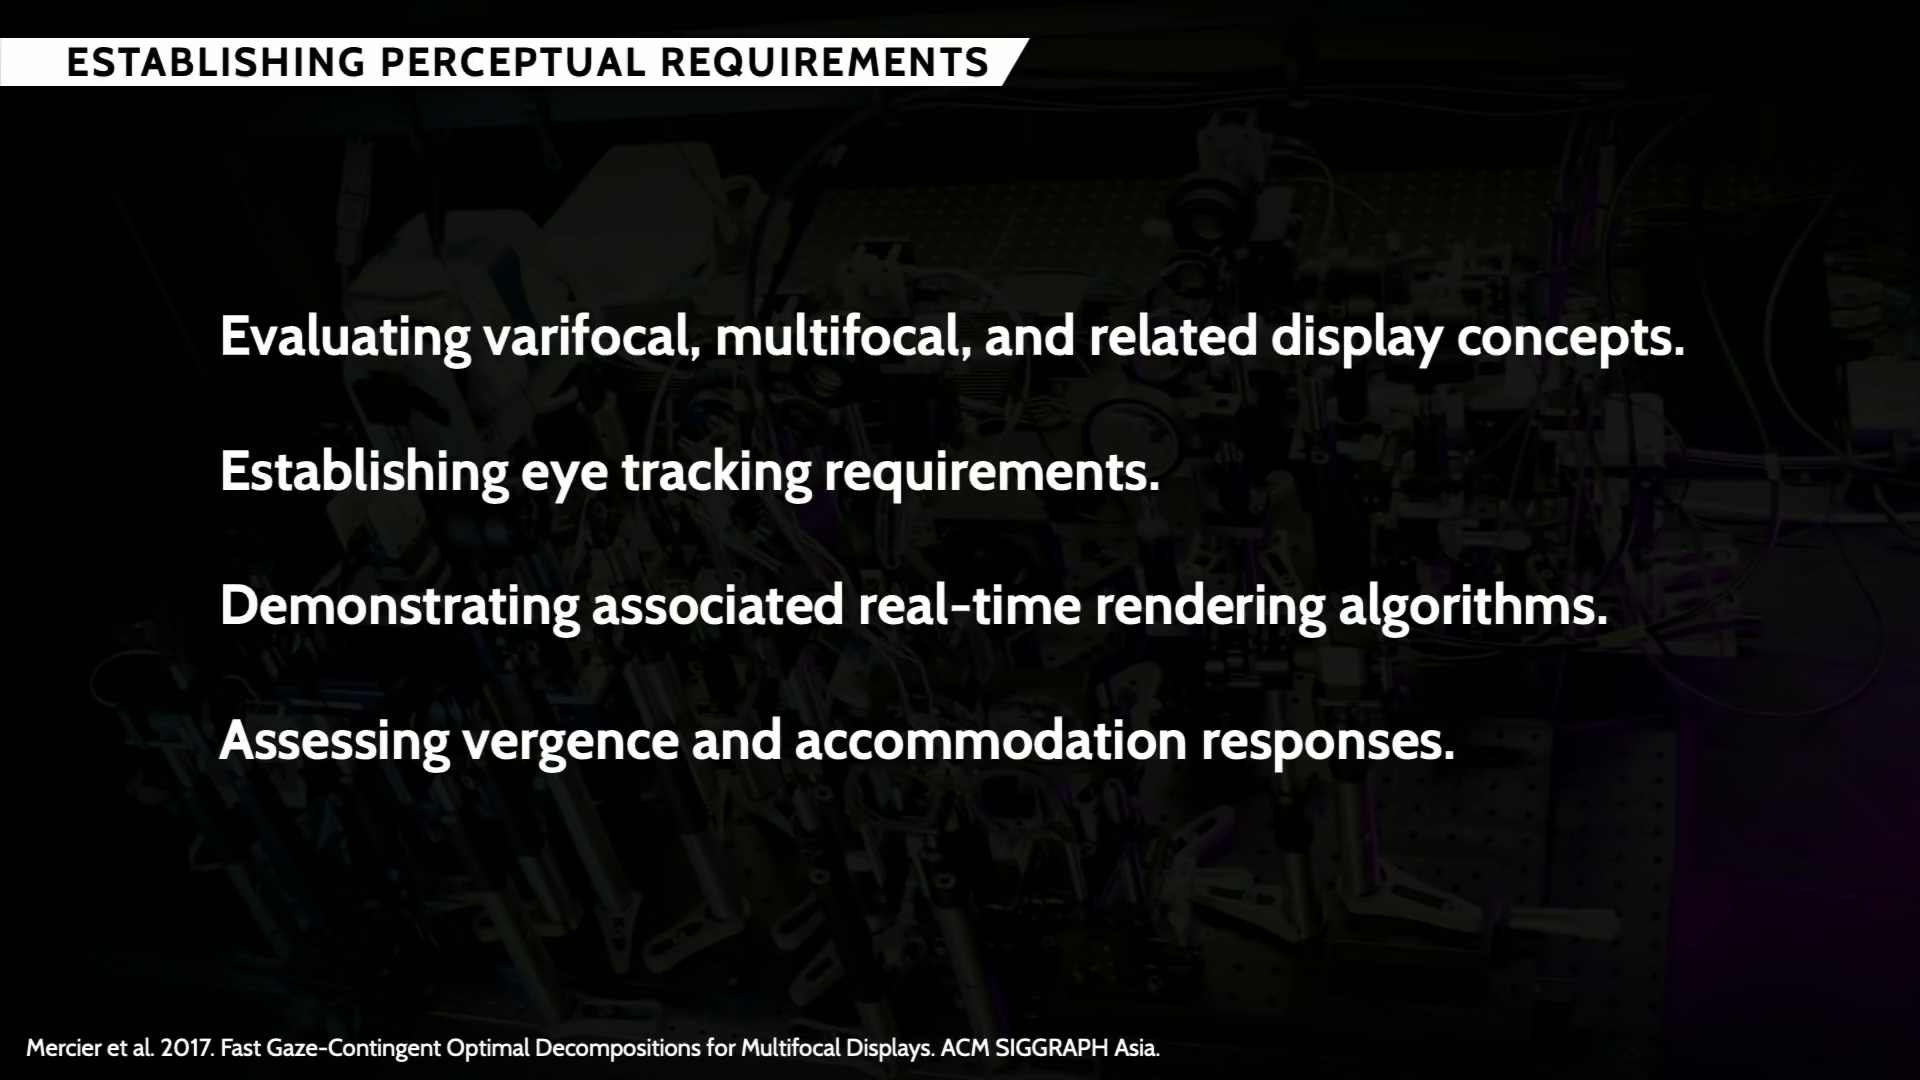 ESTABLISHING PERCEPTUAL REQUIREMENTS
Evaluating varifocal, multifocal, and related display concepts.
Establishing eye tracking requirements.
Demonstrating associated real-time rendering algorithms.
Assessing vergence and accommodation responses.
Mercier et al. 2017. Fast Gaze-Contingent Optimal Decompositions for Multifocal Displays. ACM SIGGRAPH Asia.